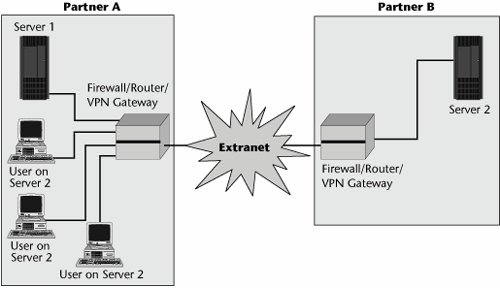 Partner A
Server 1
Firewall/Router/
VPN Gateway
User on
Server 2
User on
Server 2
User on Server 2
Extranet
Partner B
Server 2
Firewall/Router/
VPN Gateway